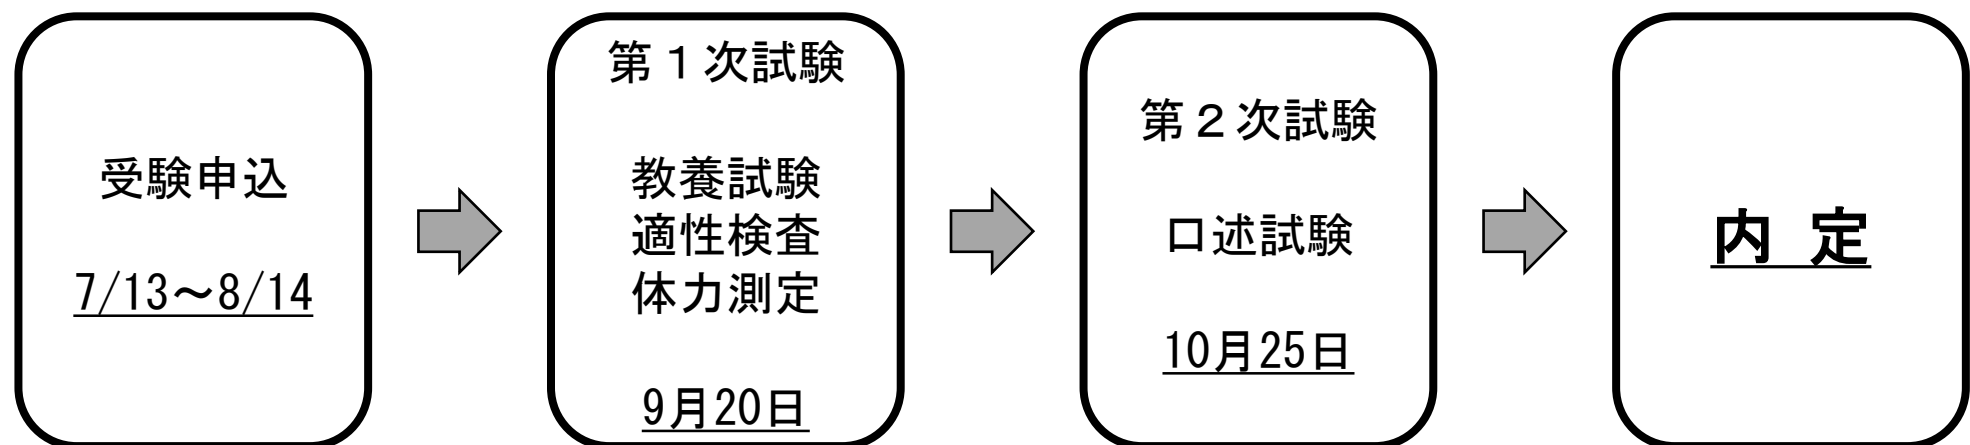 受験申込
7/13～8/14
第１次試験
教養試験
適性検査
体力測定
9月20日
第２次試験
口述試験
10月25日
内　定